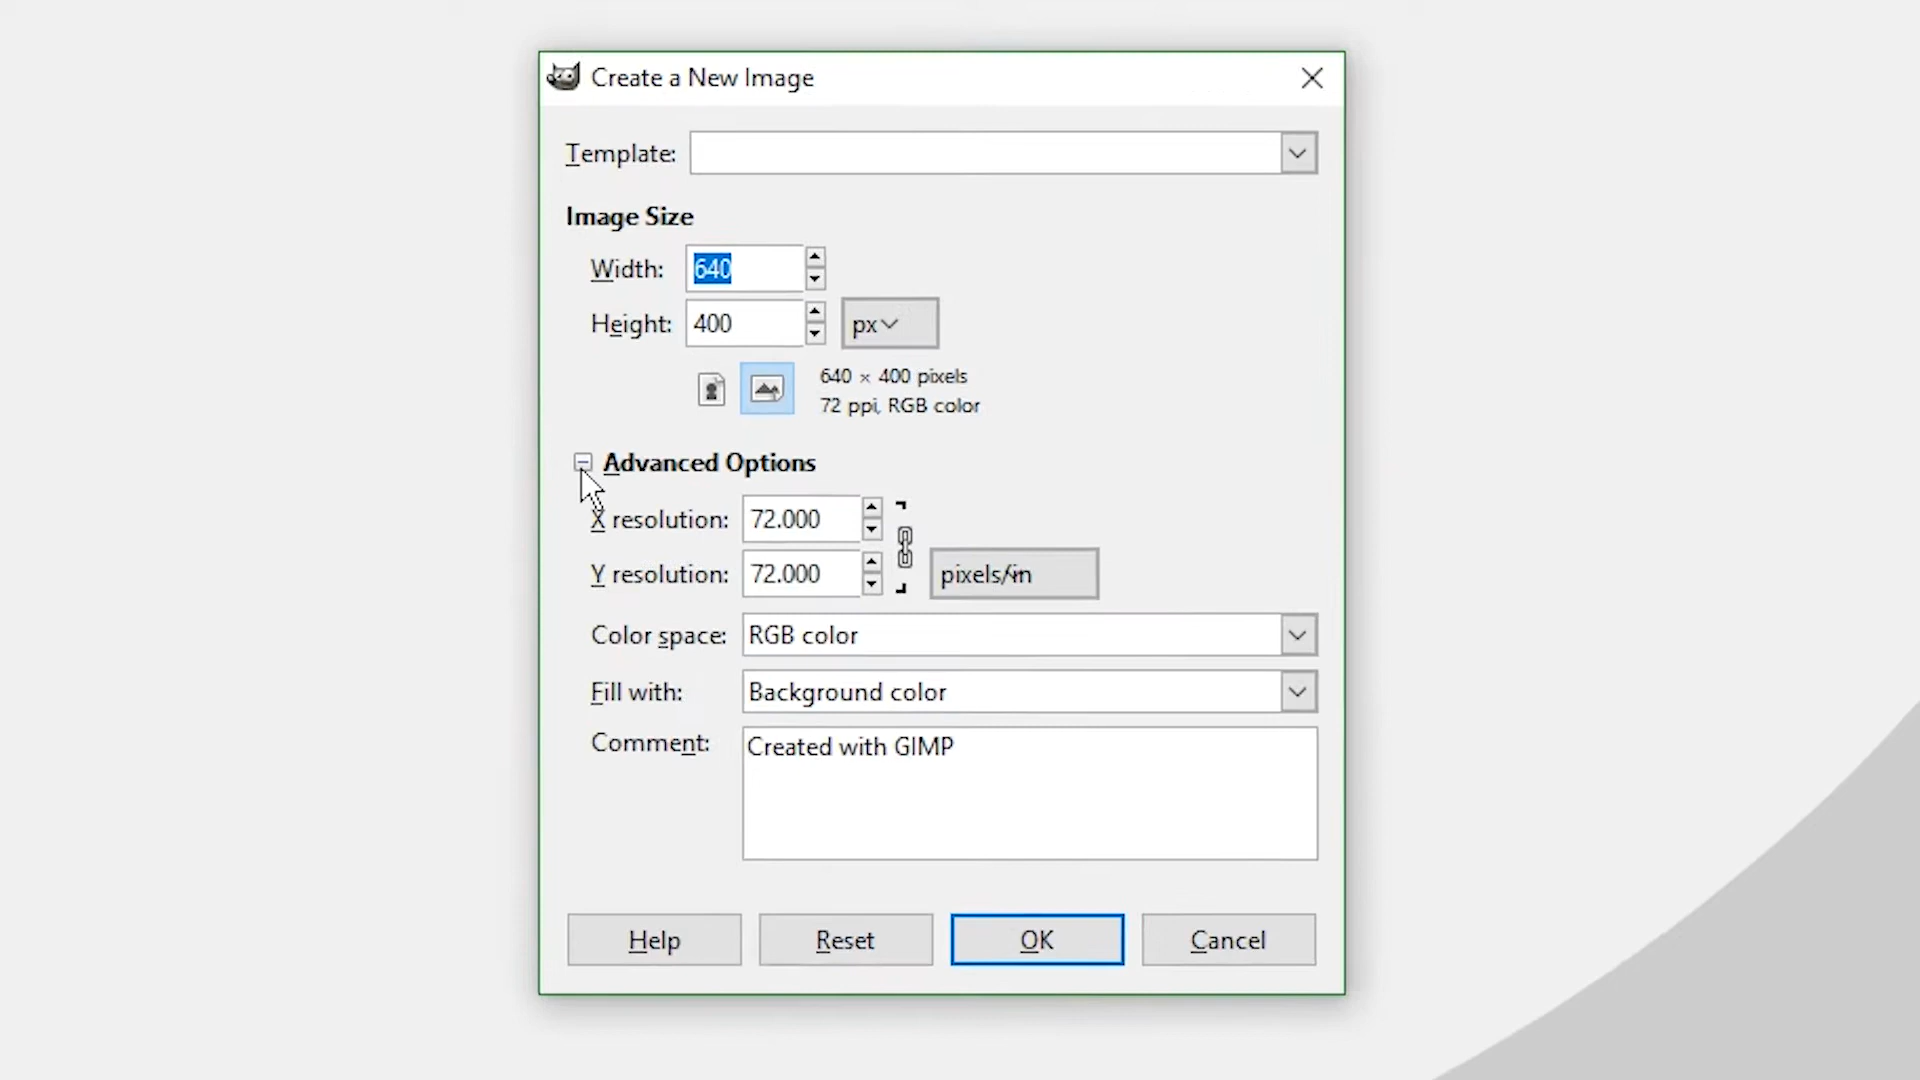 Create a New Image
Template:
Image Size
Width: 640
Height: 400 px
640 × 400 pixels
72 ppi, RGB color
Advanced Options
X resolution: 72.000
Y resolution: 72.000 pixels/in
Color space: RGB color
Fill with: Background color
Comment: Created with GIMP
Help Reset OK Cancel